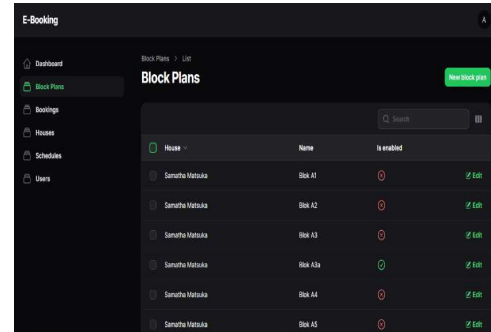 E-Booking
A
Dashboard
Block Plans
Bookings
Houses
Schedules
Users
Block Plans > List
Block Plans
New block plan
Search
House Name Is enabled
Samatha Matsuka Blok A1 Edit
Samatha Matsuka Blok A2 Edit
Samatha Matsuka Blok A3 Edit
Samatha Matsuka Blok A3a Edit
Samatha Matsuka Blok A4 Edit
Samatha Matsuka Blok A5 Edit